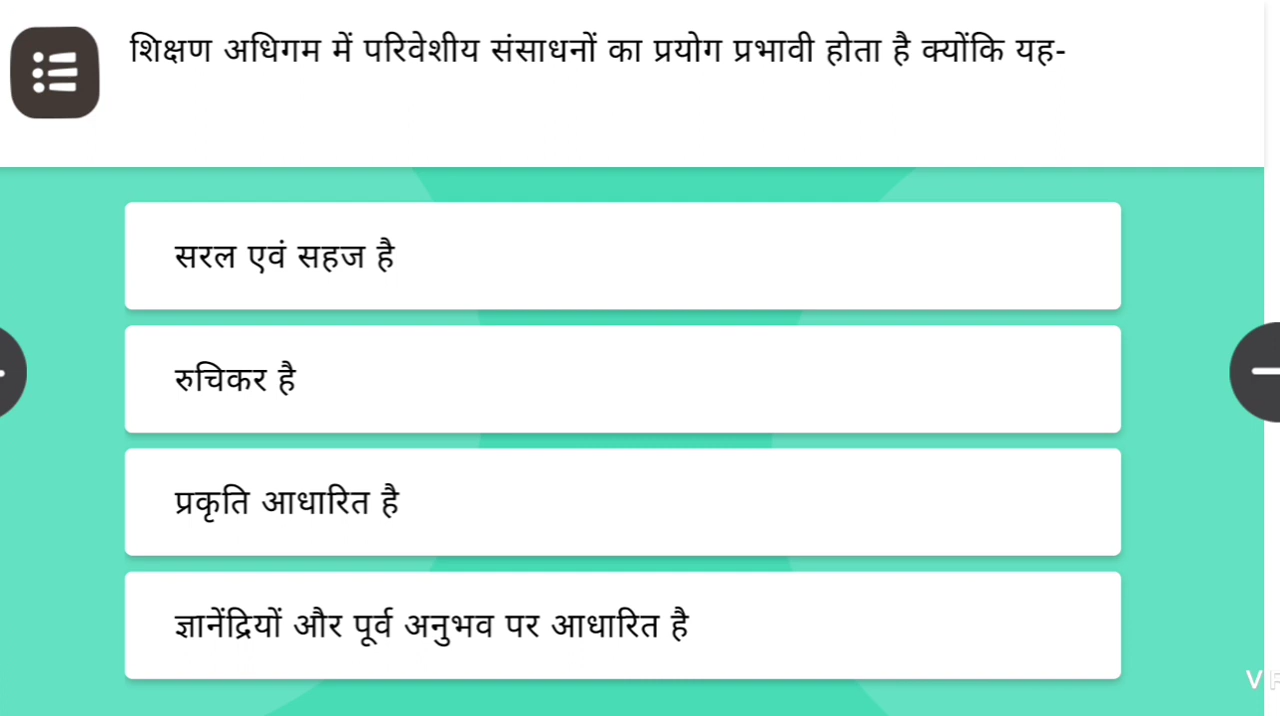 शिक्षण अधिगम में परिवेशीय संसाधनों का प्रयोग प्रभावी होता है क्योंकि यह-
सरल एवं सहज है
रुचिकर है
प्रकृति आधारित है
ज्ञानेंद्रियों और पूर्व अनुभव पर आधारित है